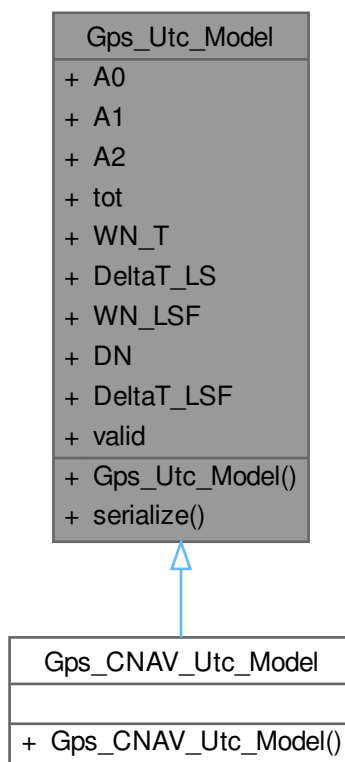 Gps_Utc_Model
+ A0
+ A1
+ A2
+ tot
+ WN_T
+ DeltaT_LS
+ WN_LSF
+ DN
+ DeltaT_LSF
+ valid
+ Gps_Utc_Model()
+ serialize()
Gps_CNAV_Utc_Model
+ Gps_CNAV_Utc_Model()